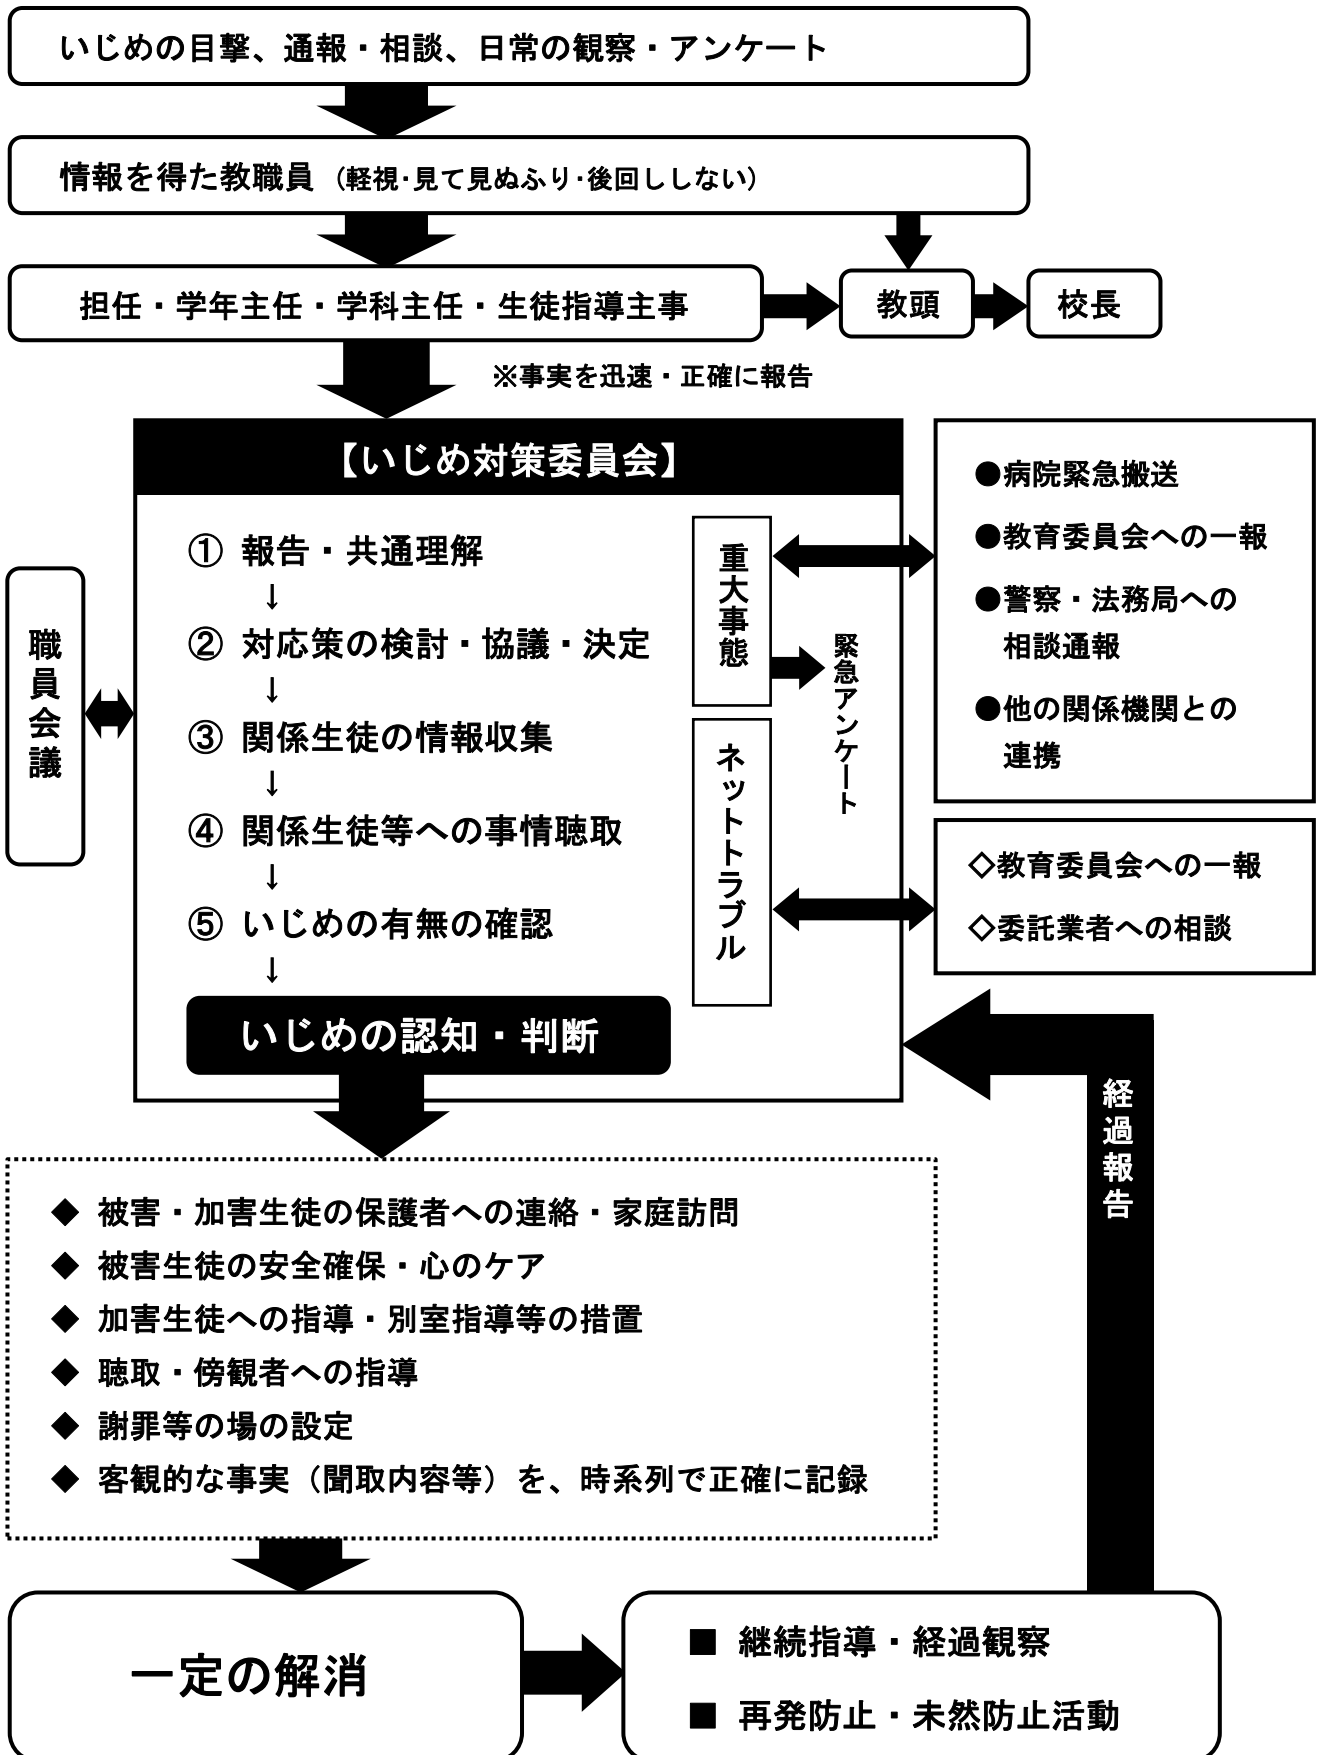 いじめの目撃、通報・相談、日常の観察・アンケート
情報を得た教職員（軽視・見て見ぬふり・後回ししない）
担任・学年主任・学科主任・生徒指導主事
教頭
校長
※事実を迅速・正確に報告
【いじめ対策委員会】
① 報告・共通理解
↓
② 対応策の検討・協議・決定
↓
③ 関係生徒の情報収集
↓
④ 関係生徒等への事情聴取
↓
⑤ いじめの有無の確認
↓
いじめの認知・判断
職員会議
重大事態
緊急アンケート
ネットトラブル
●病院緊急搬送
●教育委員会への一報
●警察・法務局への
相談通報
●他の関係機関との
連携
◇教育委員会への一報
◇委託業者への相談
経過報告
◆ 被害・加害生徒の保護者への連絡・家庭訪問
◆ 被害生徒の安全確保・心のケア
◆ 加害生徒への指導・別室指導等の措置
◆ 聴取・傍観者への指導
◆ 謝罪等の場の設定
◆ 客観的な事実（聞取内容等）を、時系列で正確に記録
一定の解消
■ 継続指導・経過観察
■ 再発防止・未然防止活動